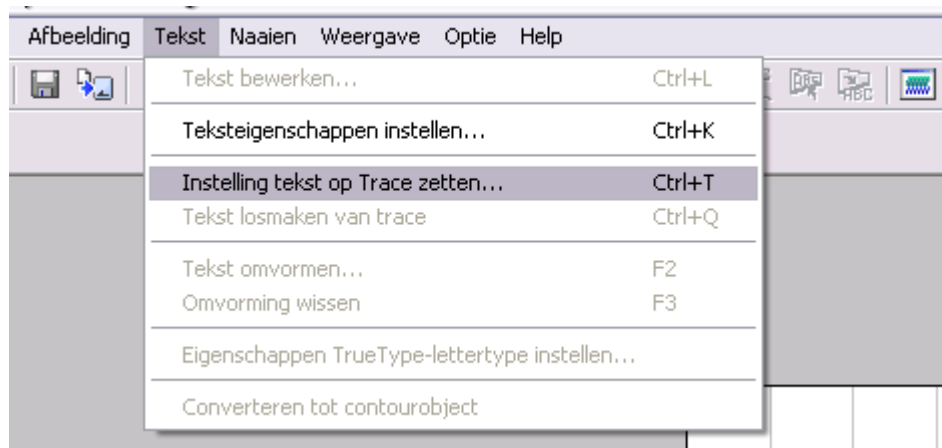 Afbeelding Tekst Naaien Weergave Optie Help
Tekst bewerken... Ctrl+L
Teksteigenschappen instellen... Ctrl+K
Instelling tekst op Trace zetten... Ctrl+T
Tekst losmaken van trace Ctrl+Q
Tekst omvormen... F2
Omvorming wissen F3
Eigenschappen TrueType-lettertype instellen...
Converteren tot contourobject